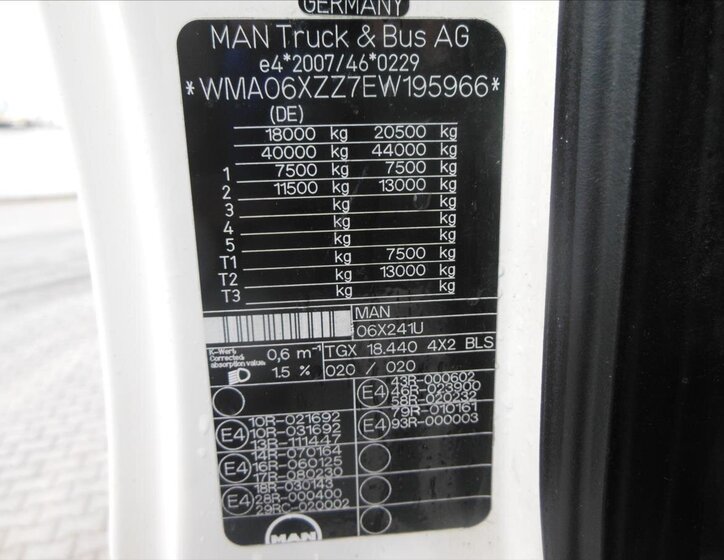 GERMANY
MAN Truck & Bus AG
e4*2007/46*0229
*WMA06XZZ7EW195966*
(DE)
18000 kg 20500 kg
40000 kg 44000 kg
1 7500 kg 7500 kg
2 11500 kg 13000 kg
3 kg kg
4 kg kg
5 kg kg
T1 kg 7500 kg
T2 kg 13000 kg
T3 kg kg
MAN
06X241U
K-Wert,
Corrected
absorption value: 0,6 m⁻¹ TGX 18.440 4X2 BLS
1.5 % 020 / 020
E4 43R-000602
46R-023900
58R-020232
E4 79R-010161
93R-000003
E4 10R-021692
10R-031692
13R-111447
E4 14R-070164
16R-060125
17R-080230
E4 18R-030143
28R-000400
29RC-020002
MAN